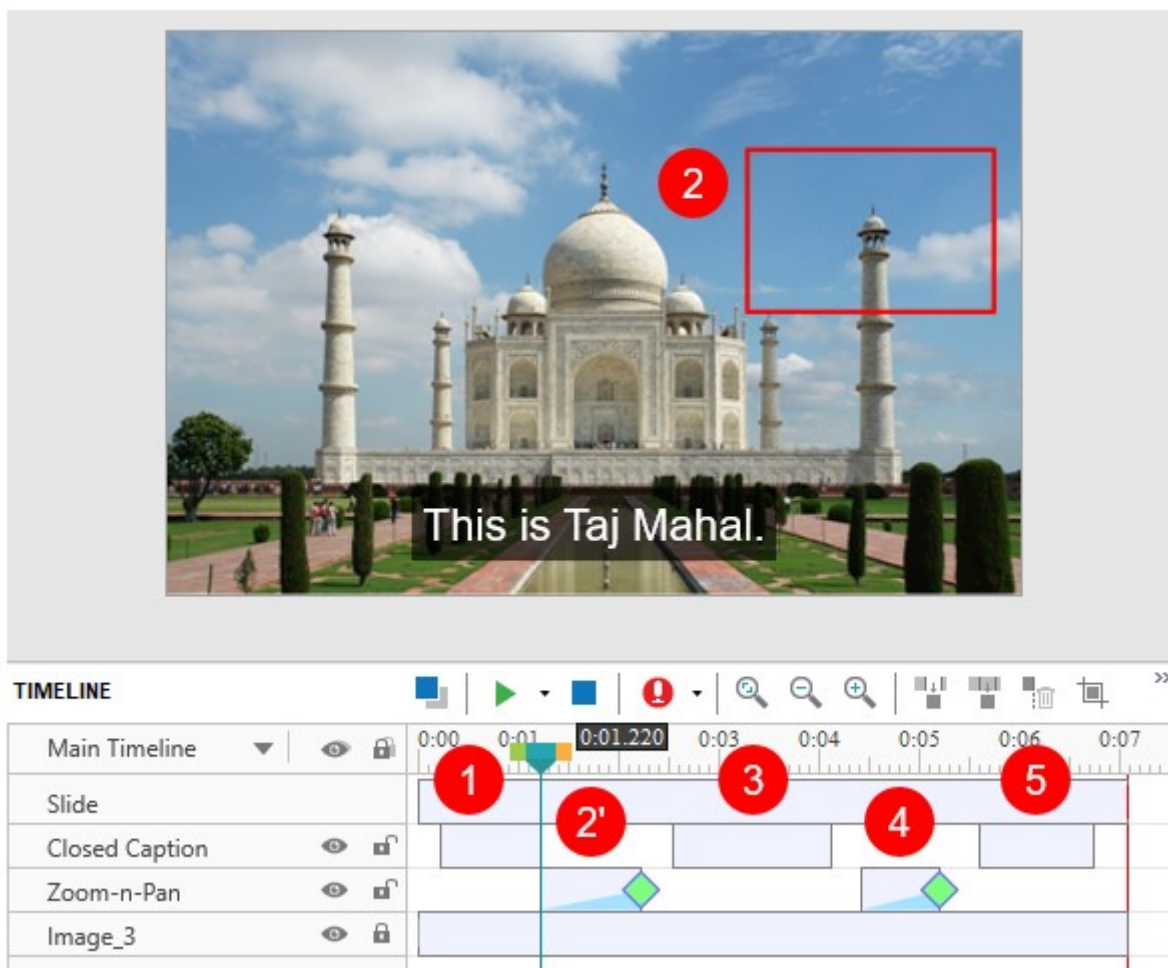 2
This is Taj Mahal.
TIMELINE
»
Main Timeline 0:00 0:01 0:01.220 0:03 0:04 0:05 0:06 0:07
1 3 5
Slide
2' 4
Closed Caption
Zoom-n-Pan
Image_3